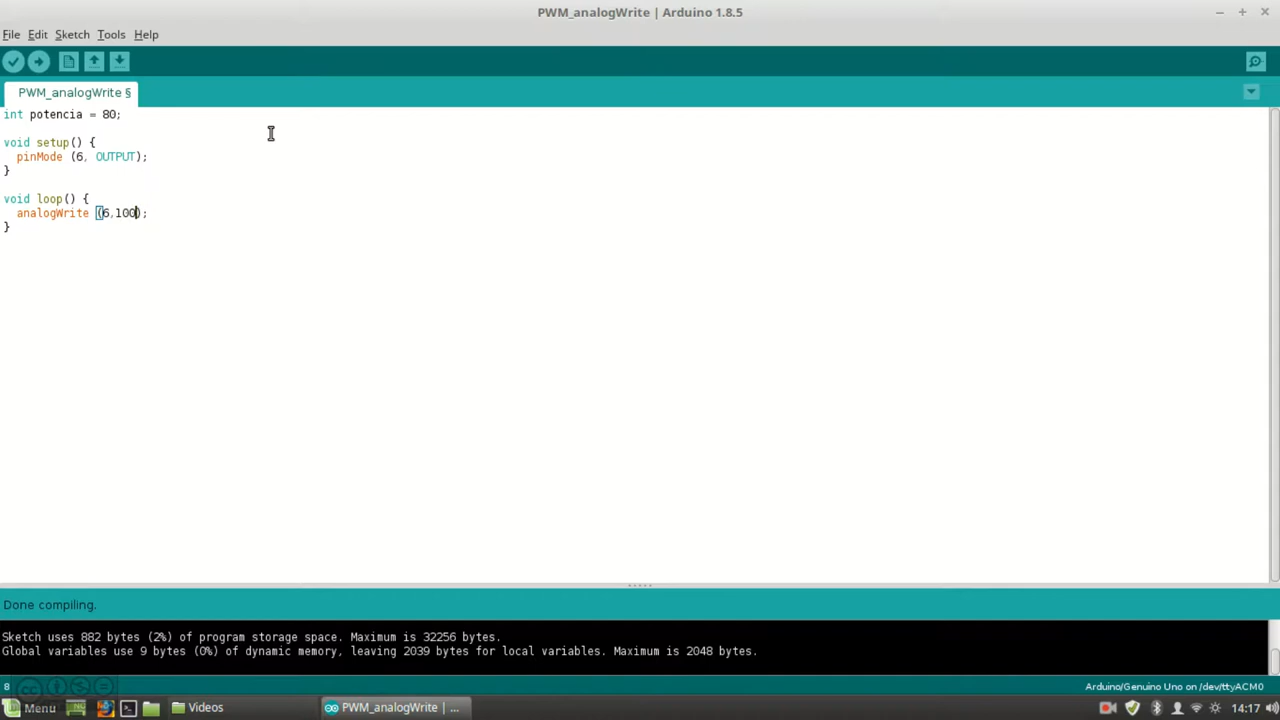 PWM_analogWrite | Arduino 1.8.5
File Edit Sketch Tools Help
PWM_analogWrite §
int potencia = 80;
void setup() {
  pinMode (6, OUTPUT);
}
void loop() {
  analogWrite (6,100);
}
Done compiling.
Sketch uses 882 bytes (2%) of program storage space. Maximum is 32256 bytes.
Global variables use 9 bytes (0%) of dynamic memory, leaving 2039 bytes for local variables. Maximum is 2048 bytes.
8 Arduino/Genuino Uno on /dev/ttyACM0
Menu Videos PWM_analogWrite | ... 14:17